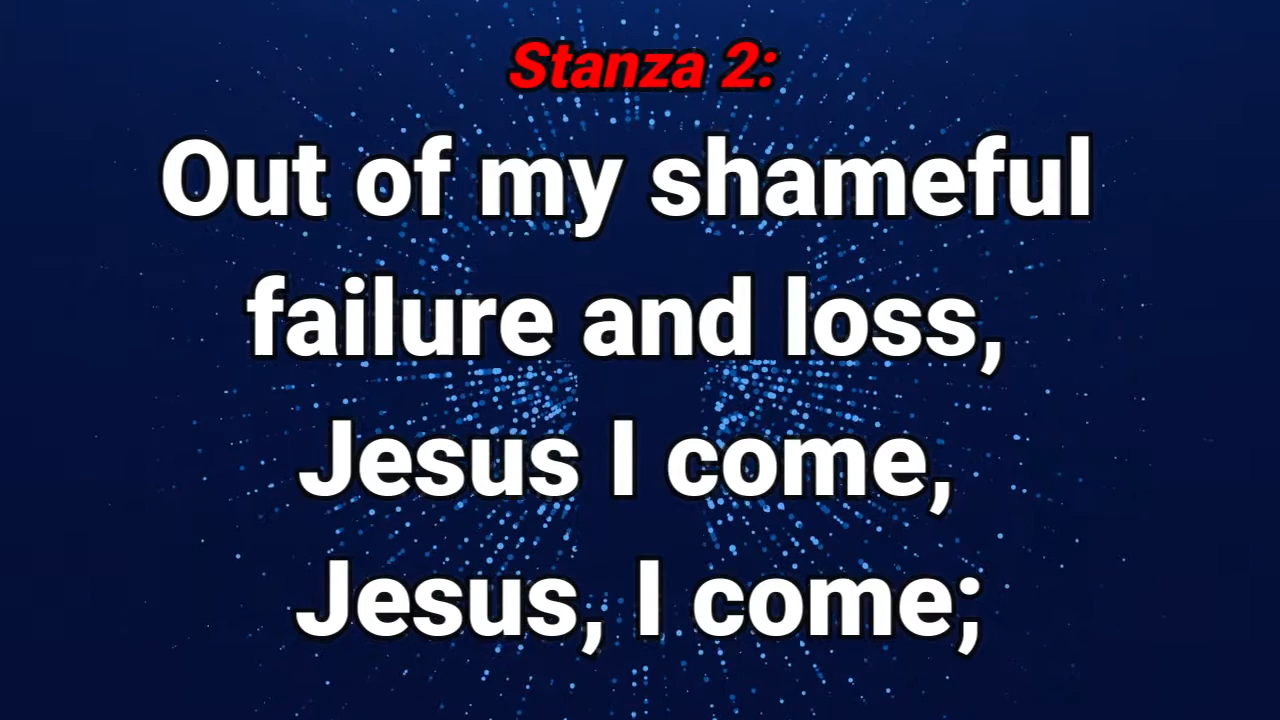 Stanza 2:
Out of my shameful
failure and loss,
Jesus I come,
Jesus, I come;